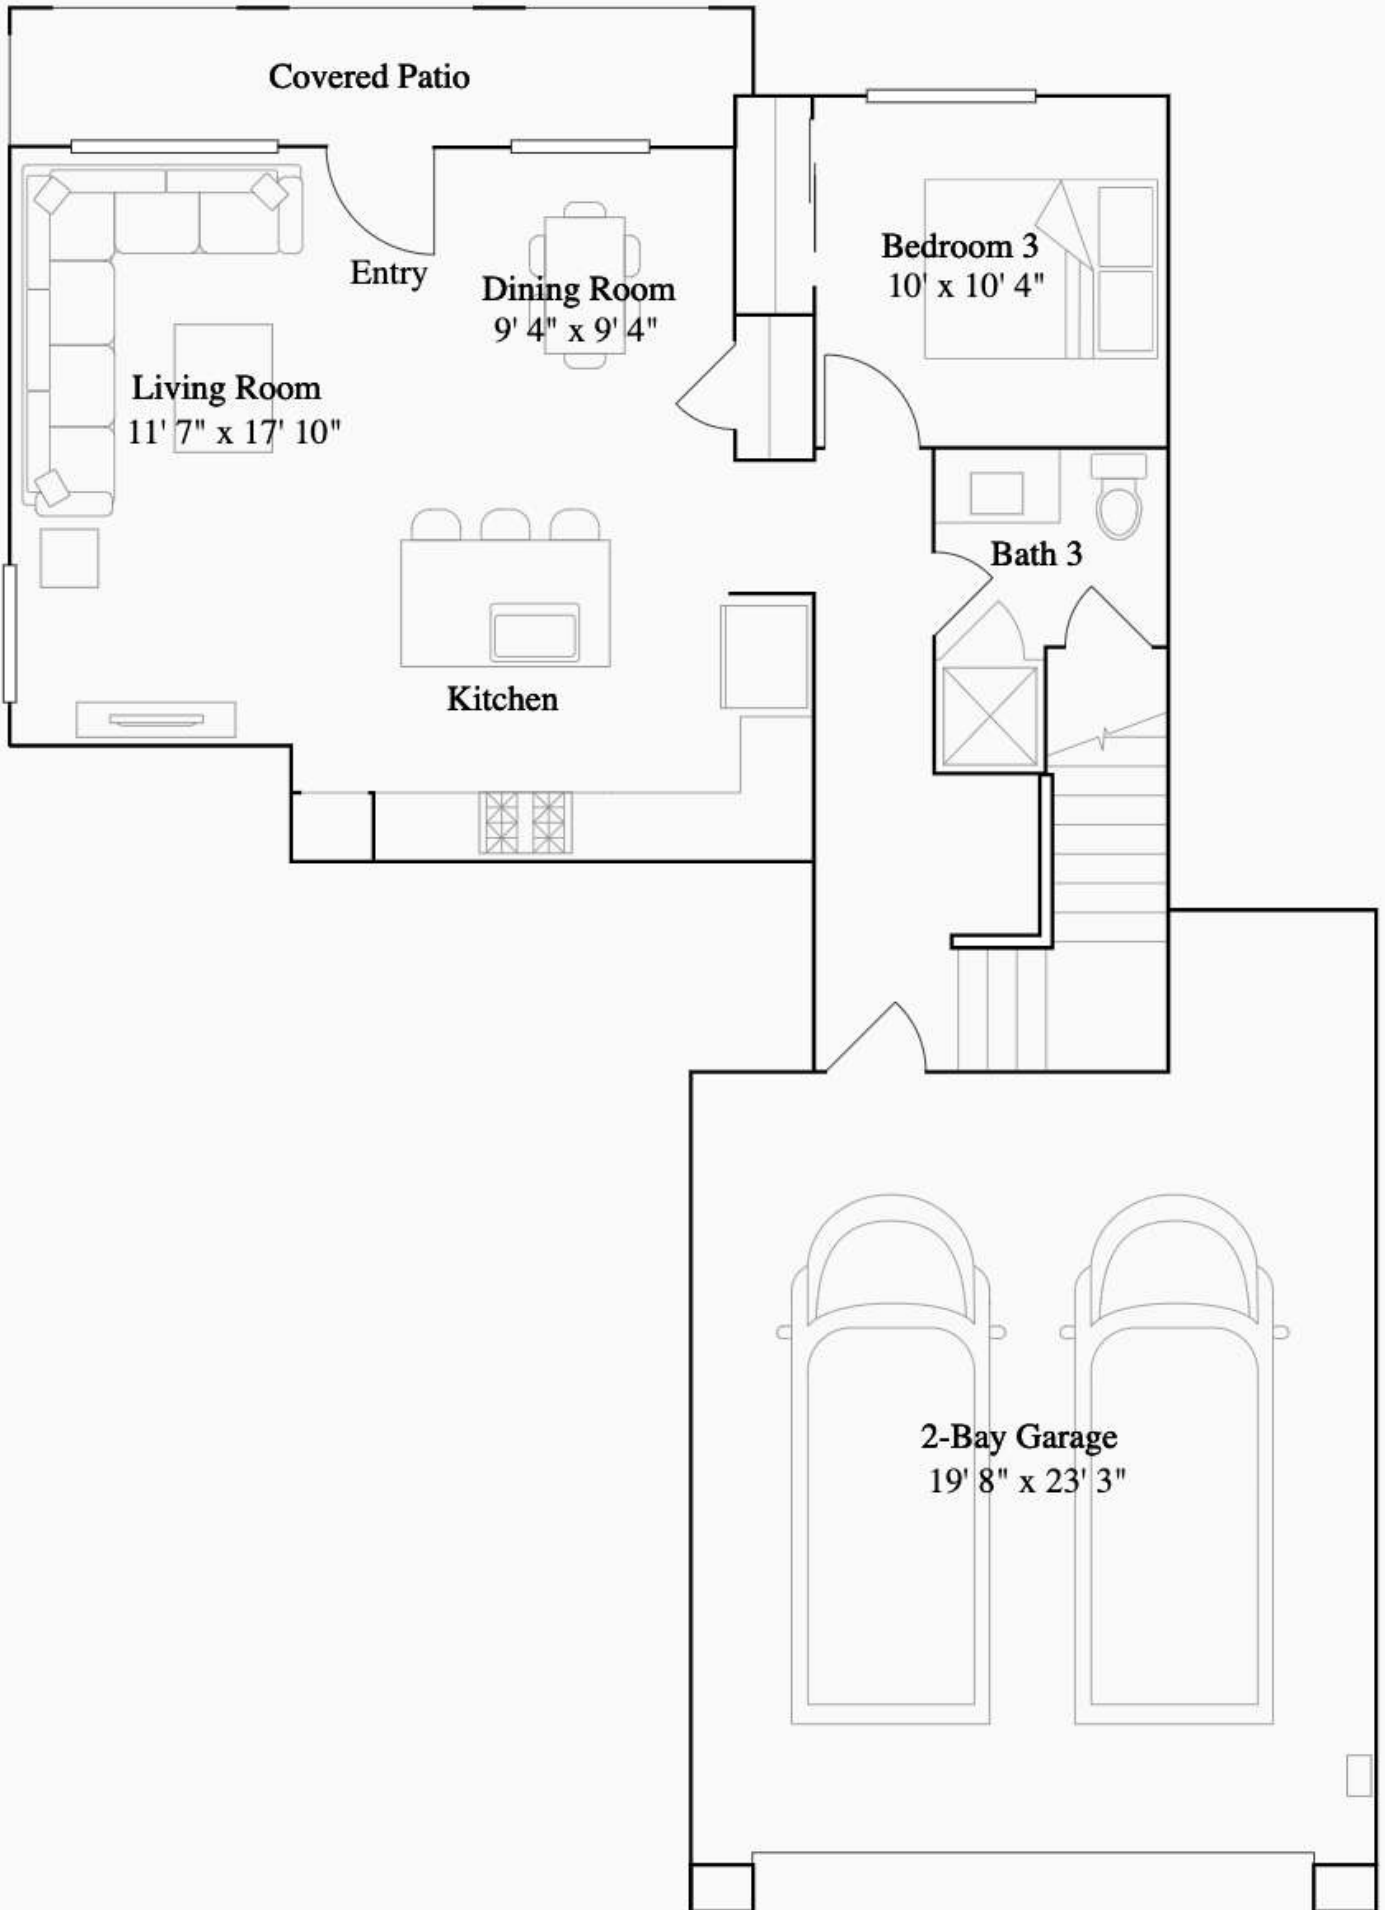 Covered Patio
Bedroom 3
10' x 10' 4"
Entry
Dining Room
9' 4" x 9' 4"
Living Room
11' 7" x 17' 10"
Bath 3
Kitchen
2-Bay Garage
19' 8" x 23' 3"